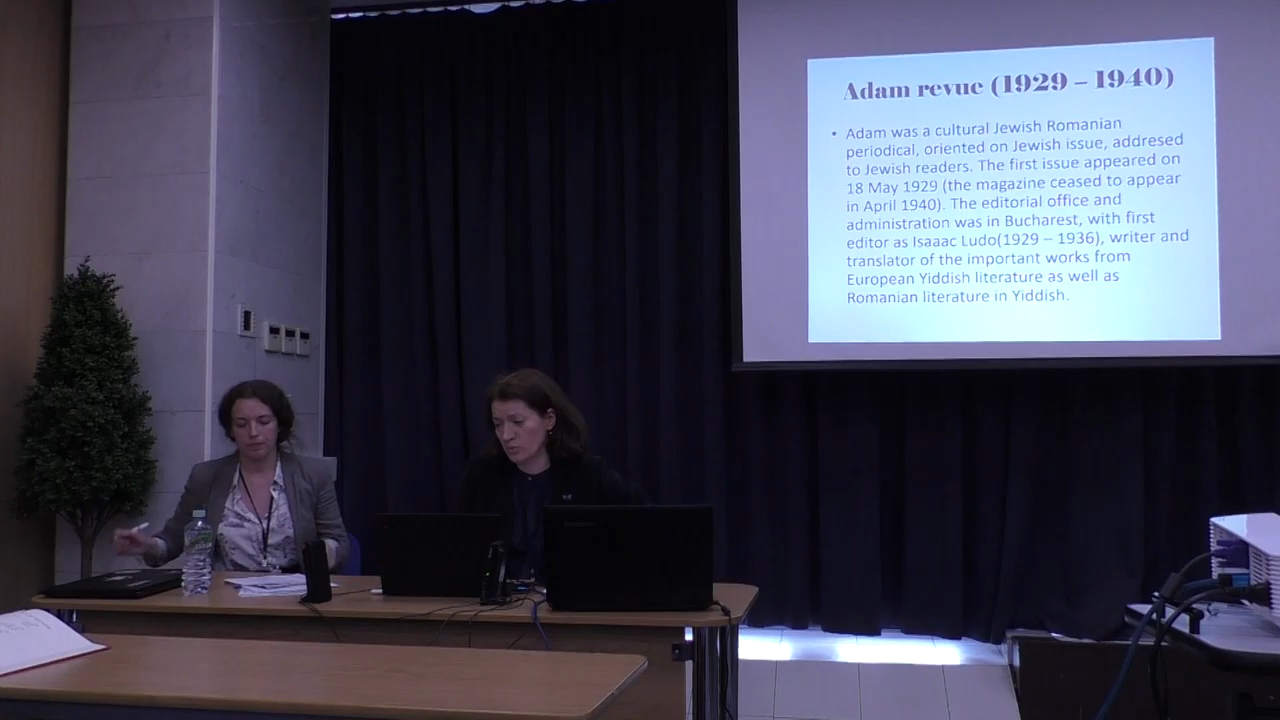 Adam revue (1929 – 1940)
• Adam was a cultural Jewish Romanian
periodical, oriented on Jewish issue, addresed
to Jewish readers. The first issue appeared on
18 May 1929 (the magazine ceased to appear
in April 1940). The editorial office and
administration was in Bucharest, with first
editor as Isaaac Ludo(1929 – 1936), writer and
translator of the important works from
European Yiddish literature as well as
Romanian literature in Yiddish.